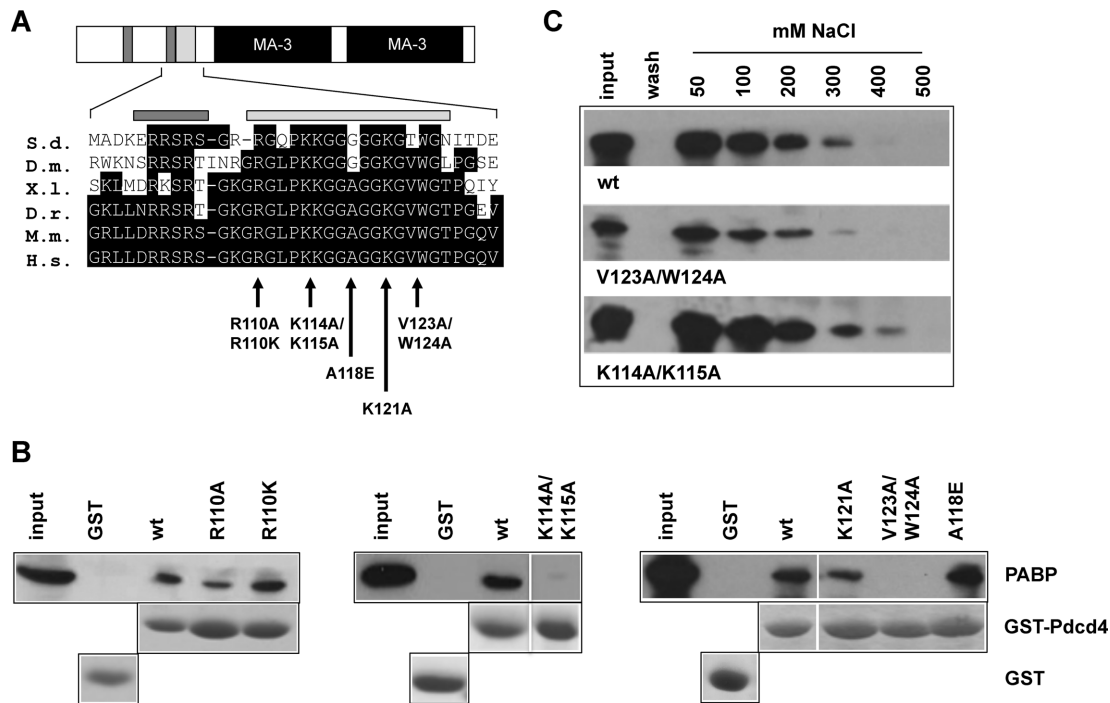 A
MA-3 MA-3
S.d. MADKERRSRS-GR-RGQPKKGGGGGKGTWGNITDE
D.m. RWKNSRRSRTINRGRGLPKKGGGGGKGVWGLPGSE
X.l. SKLMDRKSRT-GKGRGLPKKGGAGGKGVWGTPQIY
D.r. GKLLNRRSRT-GKGRGLPKKGGAGGKGVWGTPGEV
M.m. GRLLDRRSRS-GKGRGLPKKGGAGGKGVWGTPGQV
H.s. GRLLDRRSRS-GKGRGLPKKGGAGGKGVWGTPGQV
R110A
R110K
K114A/
K115A
A118E
K121A
V123A/
W124A
C
mM NaCl
input wash 50 100 200 300 400 500
wt
V123A/W124A
K114A/K115A
B
input GST wt R110A R110K
input GST wt K114A/
K115A
input GST wt K121A V123A/
W124A A118E
PABP
GST-Pdcd4
GST